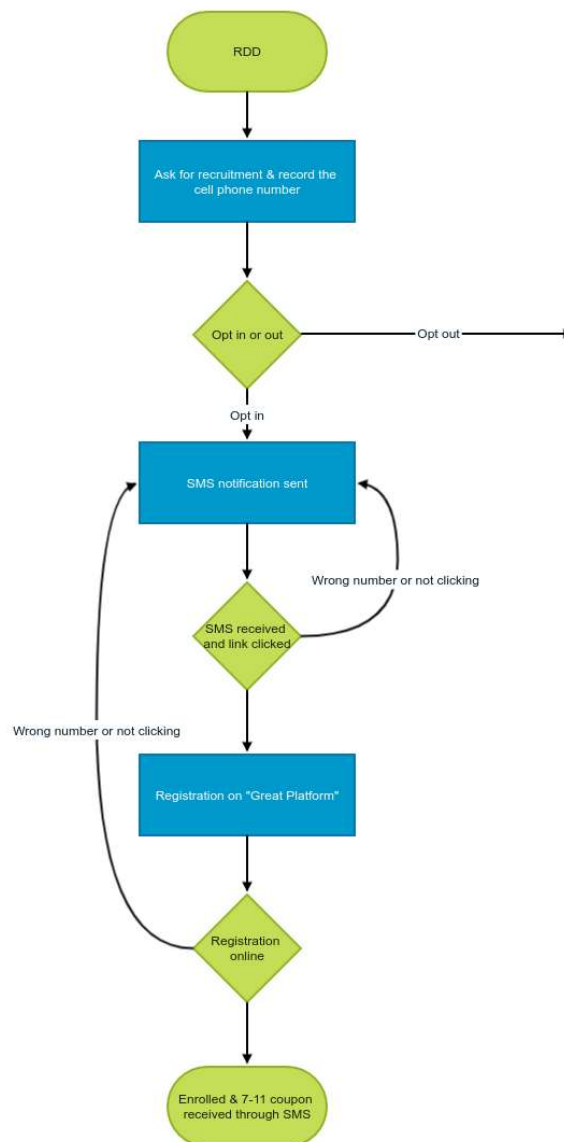 RDD
Ask for recruitment & record the
cell phone number
Opt in or out
Opt out
Opt in
SMS notification sent
Wrong number or not clicking
SMS received
and link clicked
Wrong number or not clicking
Registration on "Great Platform"
Registration
online
Enrolled & 7-11 coupon
received through SMS